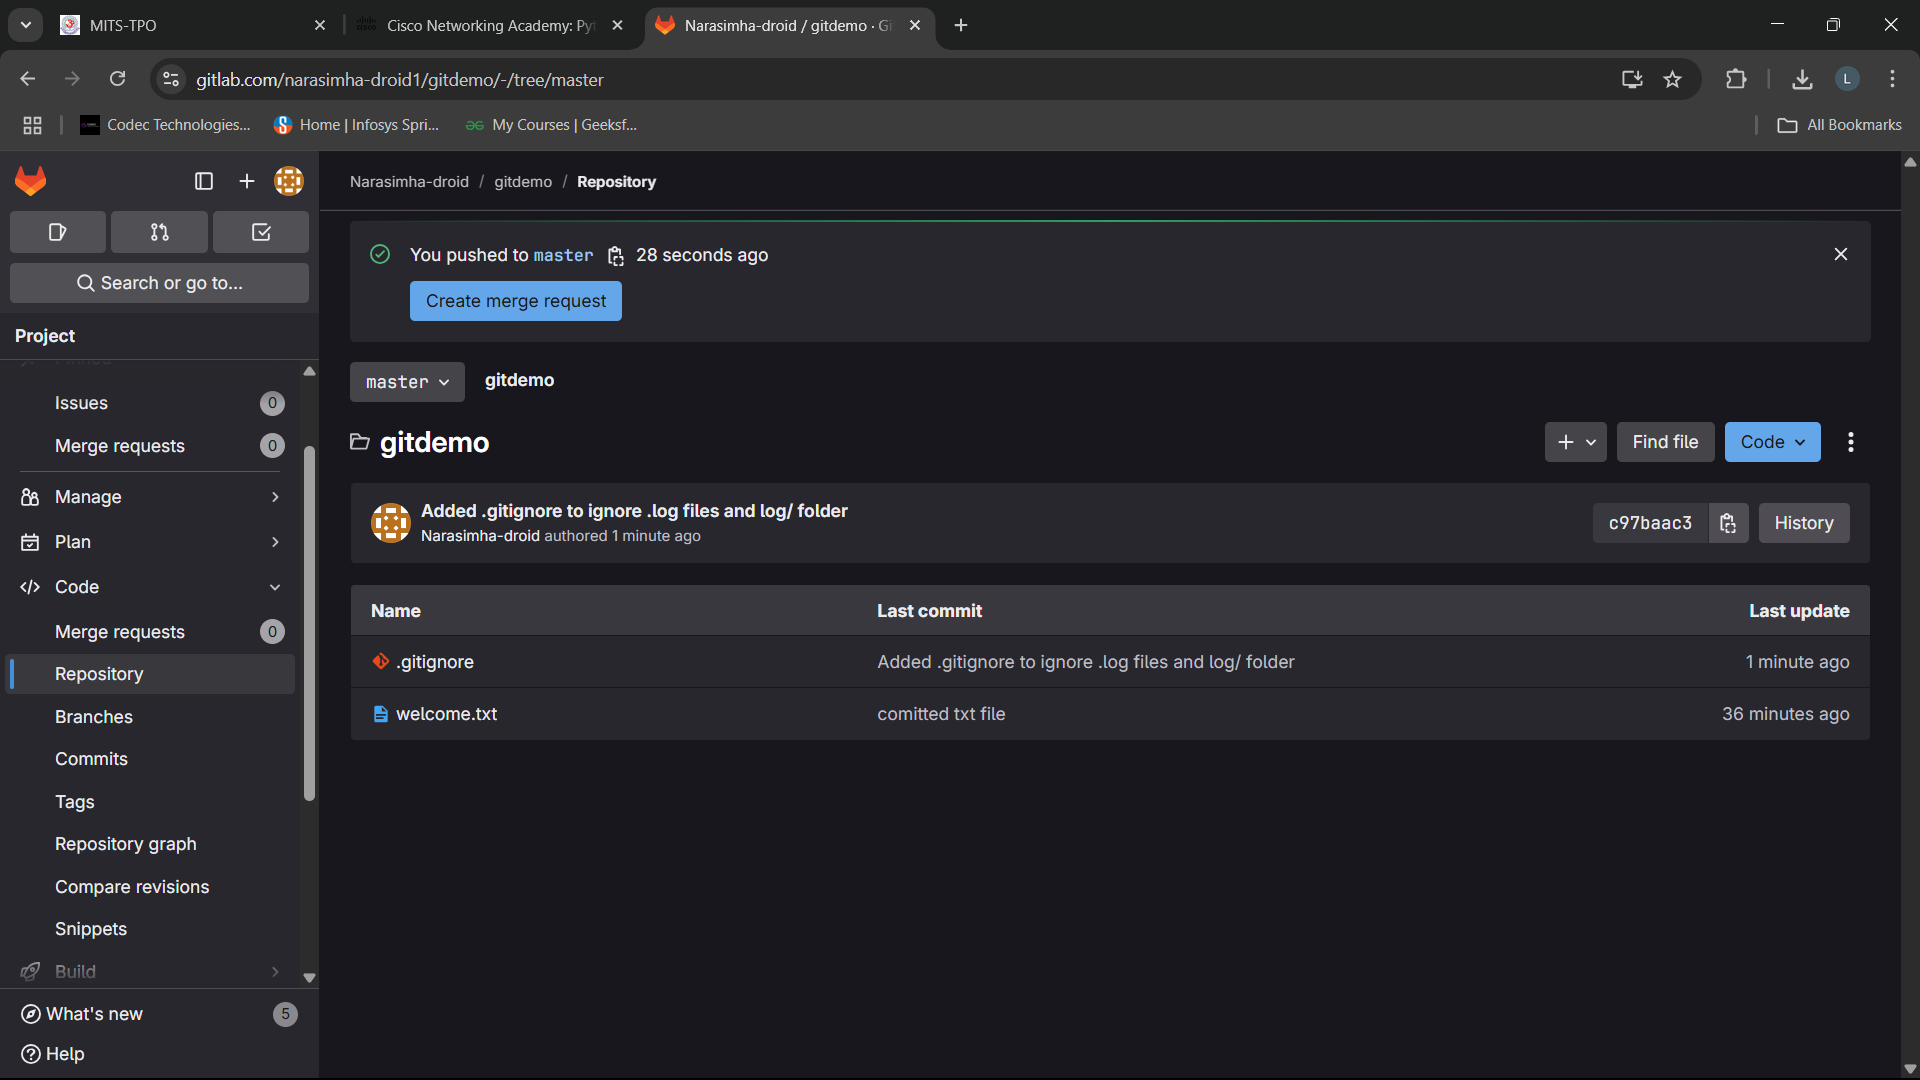 MITS-TPO
Cisco Networking Academy: Pyt
Narasimha-droid / gitdemo · Gi
gitlab.com/narasimha-droid1/gitdemo/-/tree/master
L
Codec Technologies...
Home | Infosys Spri...
My Courses | Geeksf...
All Bookmarks
Narasimha-droid / gitdemo / Repository
Search or go to...
Project
Pinned
Issues 0
Merge requests 0
Manage
Plan
Code
Merge requests 0
Repository
Branches
Commits
Tags
Repository graph
Compare revisions
Snippets
Build
What's new 5
Help
You pushed to master 28 seconds ago
Create merge request
master gitdemo
gitdemo
Find file
Code
Added .gitignore to ignore .log files and log/ folder
Narasimha-droid authored 1 minute ago
c97baac3
History
Name Last commit Last update
.gitignore Added .gitignore to ignore .log files and log/ folder 1 minute ago
welcome.txt comitted txt file 36 minutes ago